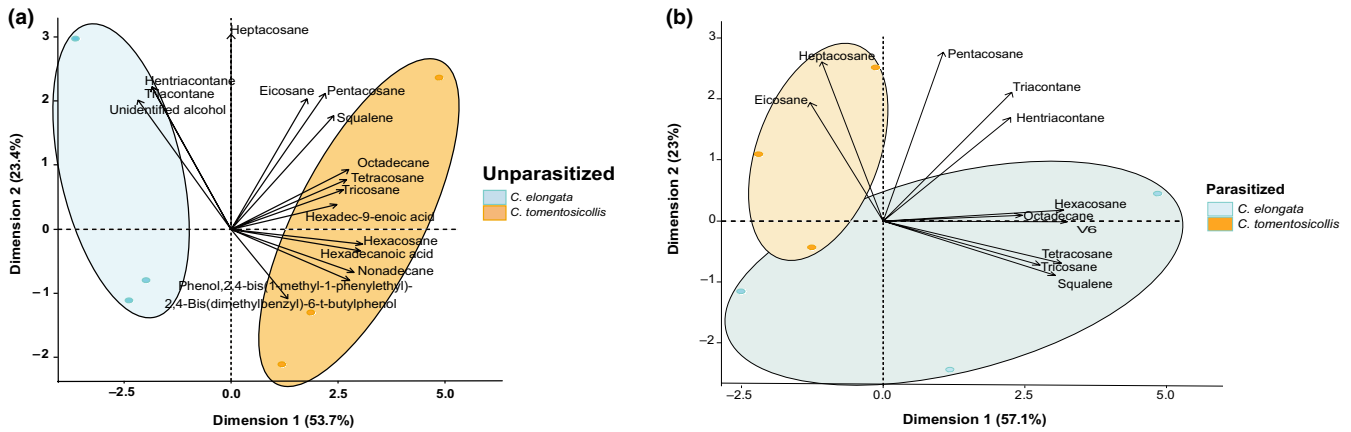 (a)
Dimension 2 (23.4%)
3
2
1
0
−1
−2
Heptacosane
Hentriacontane
Triacontane
Unidentified alcohol
Eicosane
Pentacosane
Squalene
Octadecane
Tetracosane
Tricosane
Hexadec-9-enoic acid
Hexacosane
Hexadecanoic acid
Nonadecane
Phenol,2,4-bis(1-methyl-1-phenylethyl)-
2,4-Bis(dimethylbenzyl)-6-t-butylphenol
−2.5
0.0
2.5
5.0
Dimension 1 (53.7%)
Unparasitized
C. elongata
C. tomentosicollis
(b)
Dimension 2 (23%)
3
2
1
0
−1
−2
Heptacosane
Pentacosane
Eicosane
Triacontane
Hentriacontane
Hexacosane
Octadecane
V6
Tetracosane
Tricosane
Squalene
−2.5
0.0
2.5
5.0
Dimension 1 (57.1%)
Parasitized
C. elongata
C. tomentosicollis